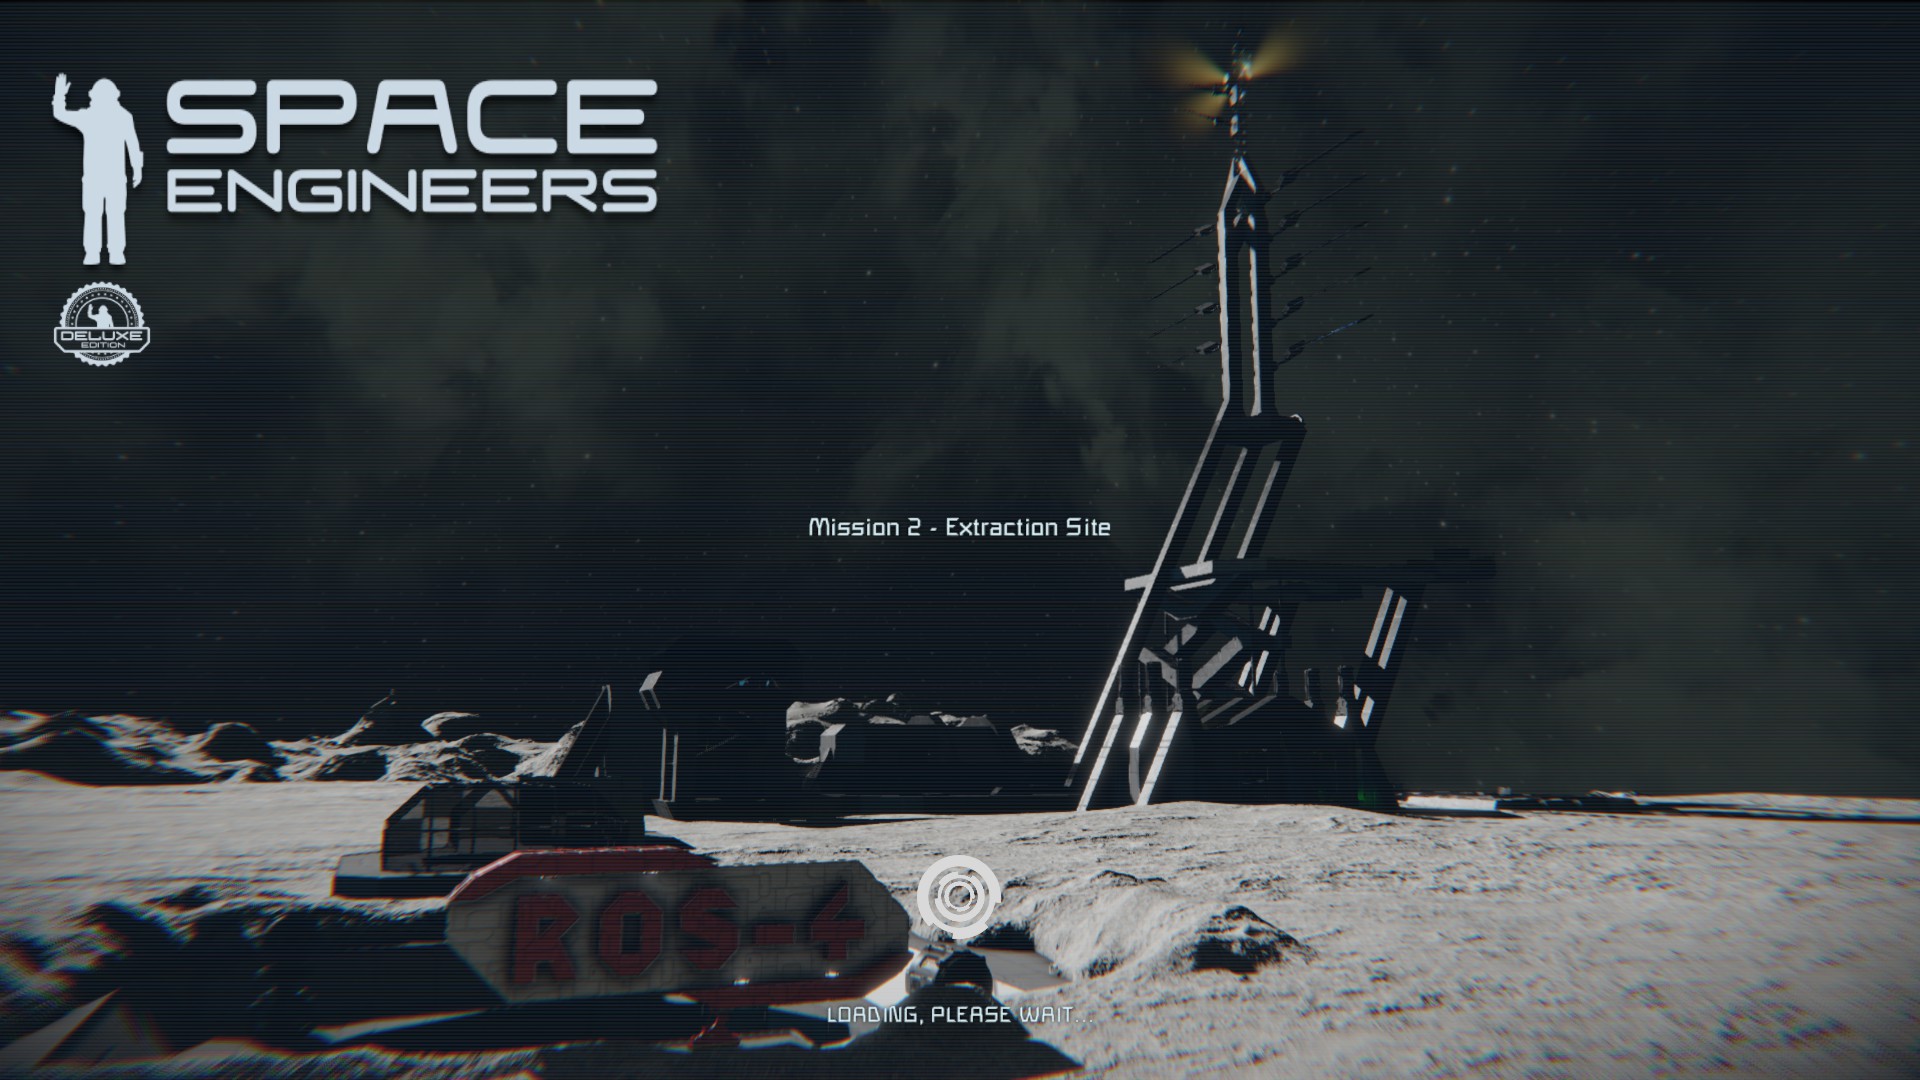 SPACE
ENGINEERS
DELUXE
EDITION
Mission 2 - Extraction Site
ROS-4
LOADING, PLEASE WAIT...